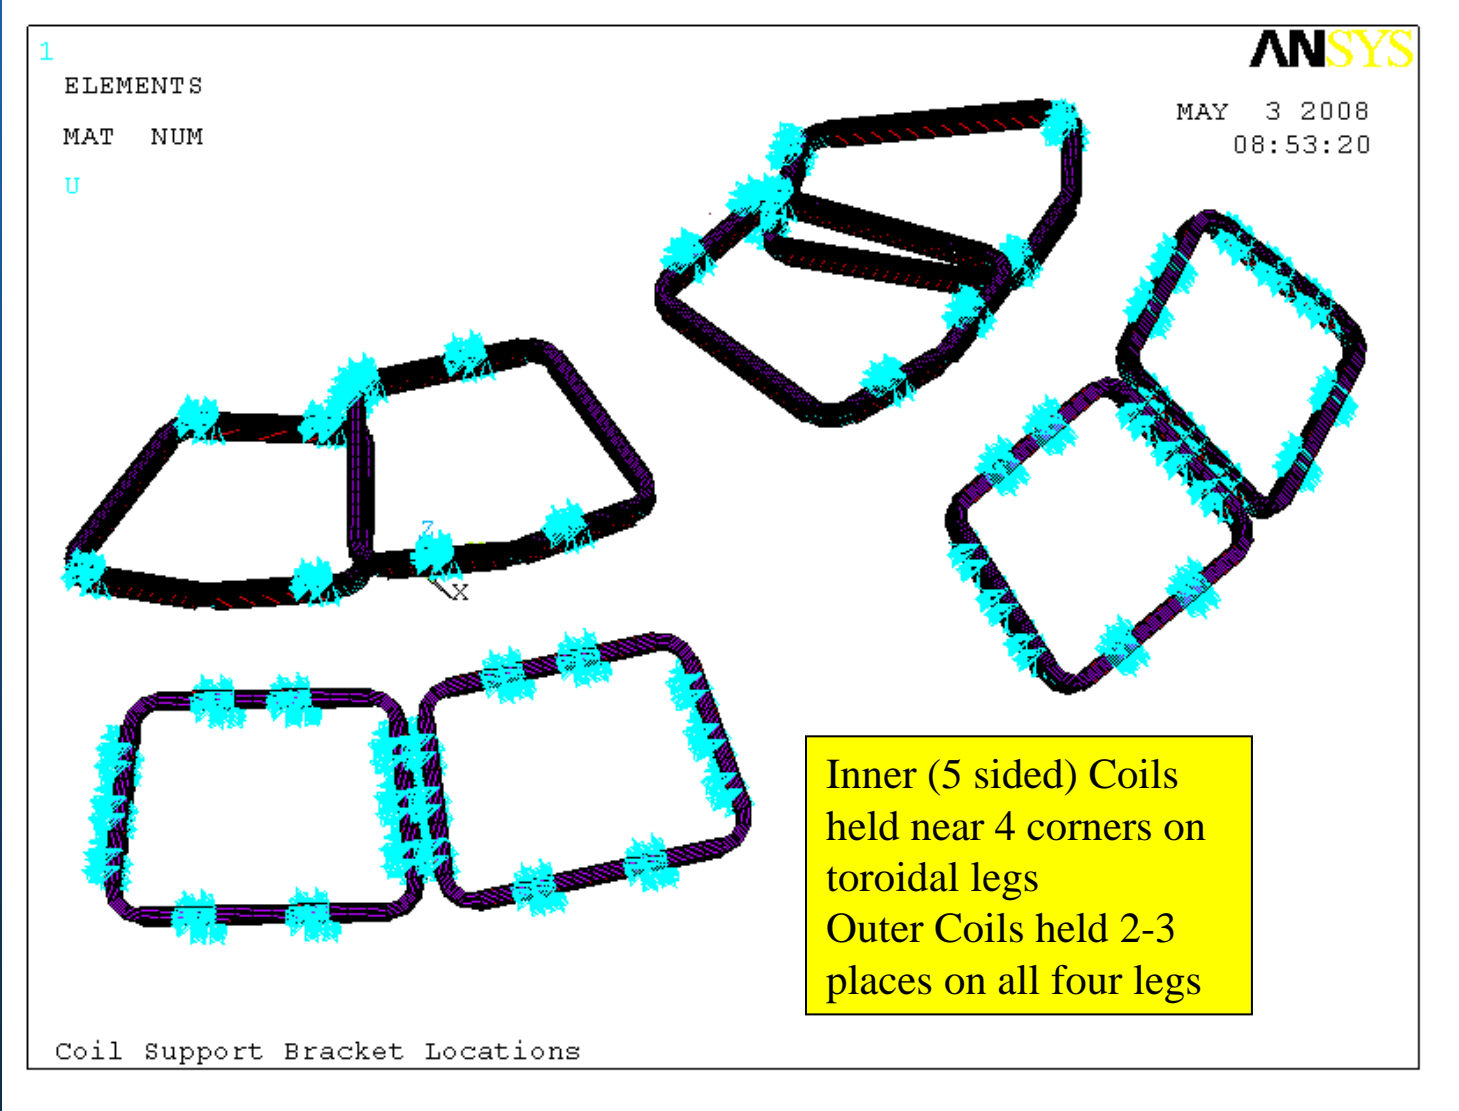 1
ANSYS
ELEMENTS
MAT NUM
U
MAY 3 2008
08:53:20
Z
X
Inner (5 sided) Coils
held near 4 corners on
toroidal legs
Outer Coils held 2-3
places on all four legs
Coil Support Bracket Locations